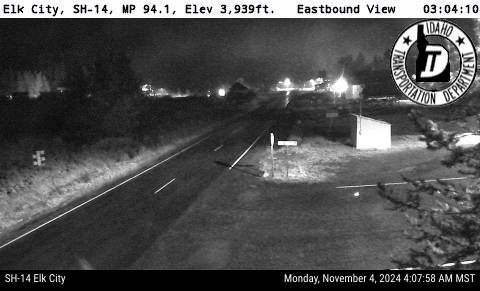 Elk City, SH-14, MP 94.1, Elev 3,939ft. Eastbound View 03:04:10
IDAHO
TRANSPORTATION DEPARTMENT
SH-14 Elk City
Monday, November 4, 2024 4:07:58 AM MST